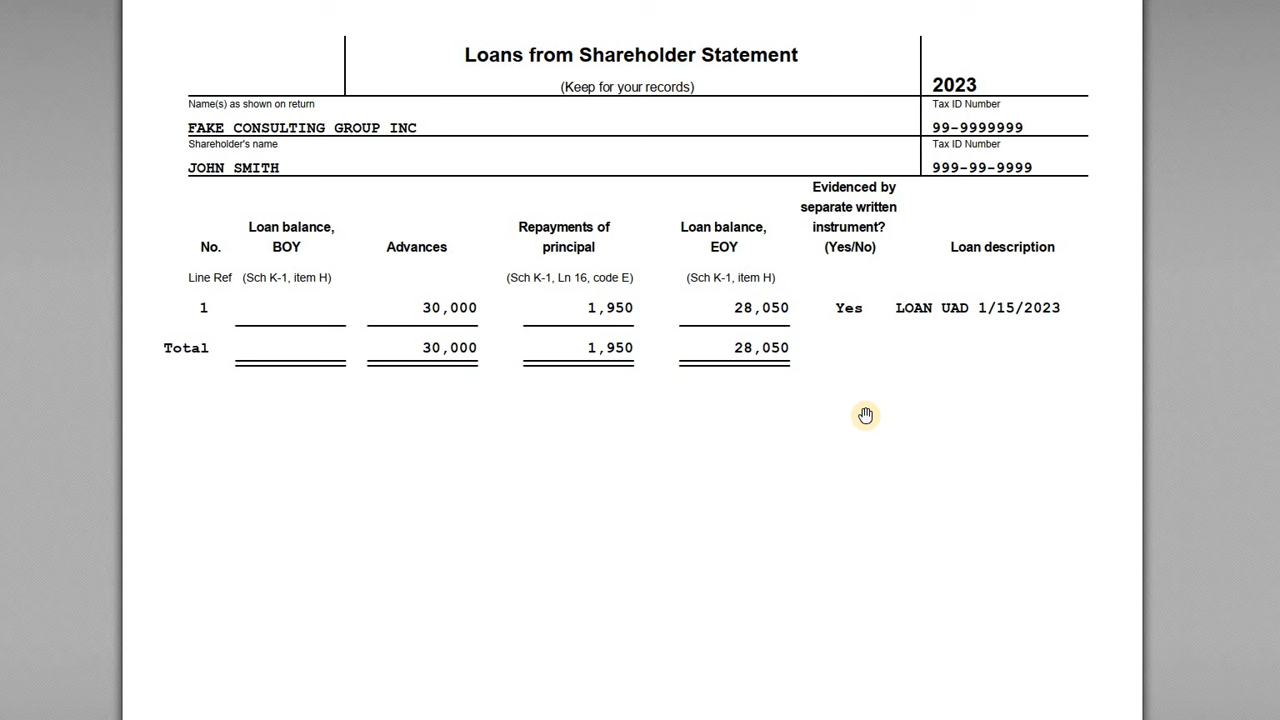 Loans from Shareholder Statement
(Keep for your records)
2023
Name(s) as shown on return
Tax ID Number
FAKE CONSULTING GROUP INC
99-9999999
Shareholder's name
Tax ID Number
JOHN SMITH
999-99-9999
Evidenced by
separate written
Loan balance, Repayments of Loan balance, instrument?
No. BOY Advances principal EOY (Yes/No) Loan description
Line Ref (Sch K-1, item H) (Sch K-1, Ln 16, code E) (Sch K-1, item H)
1 30,000 1,950 28,050 Yes LOAN UAD 1/15/2023
Total 30,000 1,950 28,050